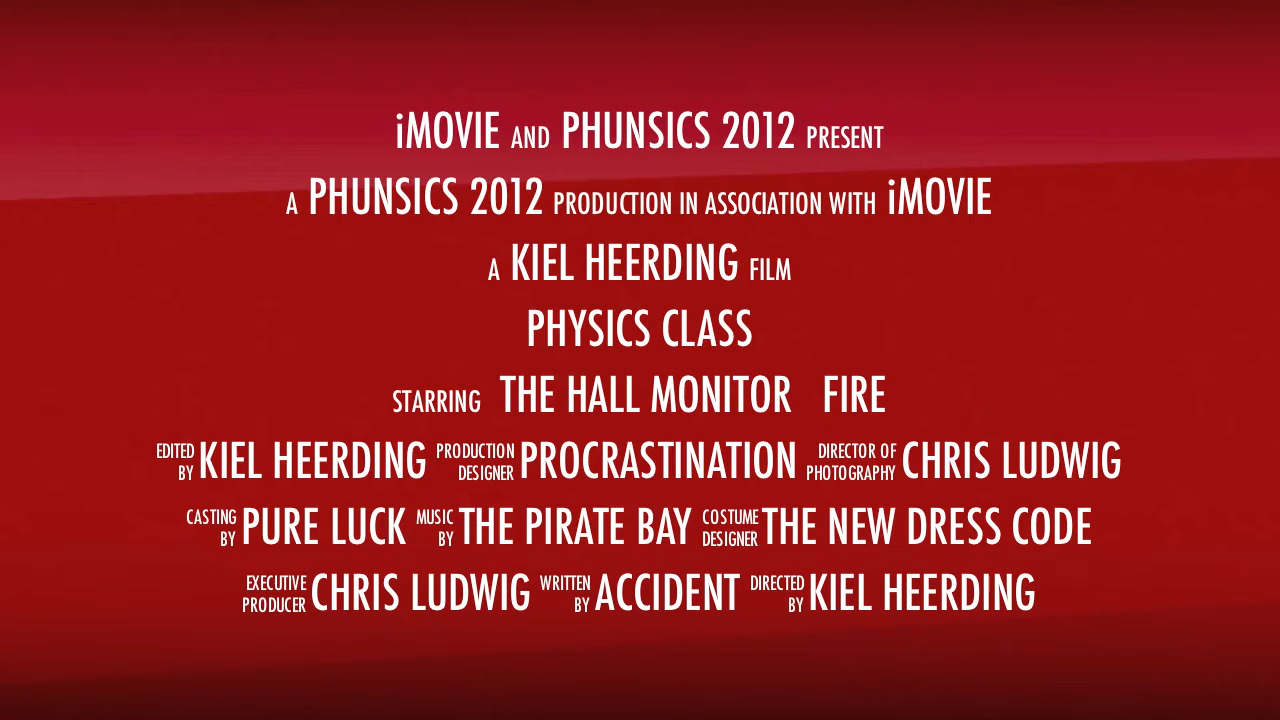 iMOVIE AND PHUNSICS 2012 PRESENT
A PHUNSICS 2012 PRODUCTION IN ASSOCIATION WITH iMOVIE
A KIEL HEERDING FILM
PHYSICS CLASS
STARRING THE HALL MONITOR FIRE
EDITED BY KIEL HEERDING PRODUCTION DESIGNER PROCRASTINATION DIRECTOR OF PHOTOGRAPHY CHRIS LUDWIG
CASTING BY PURE LUCK MUSIC BY THE PIRATE BAY COSTUME DESIGNER THE NEW DRESS CODE
EXECUTIVE PRODUCER CHRIS LUDWIG WRITTEN BY ACCIDENT DIRECTED BY KIEL HEERDING